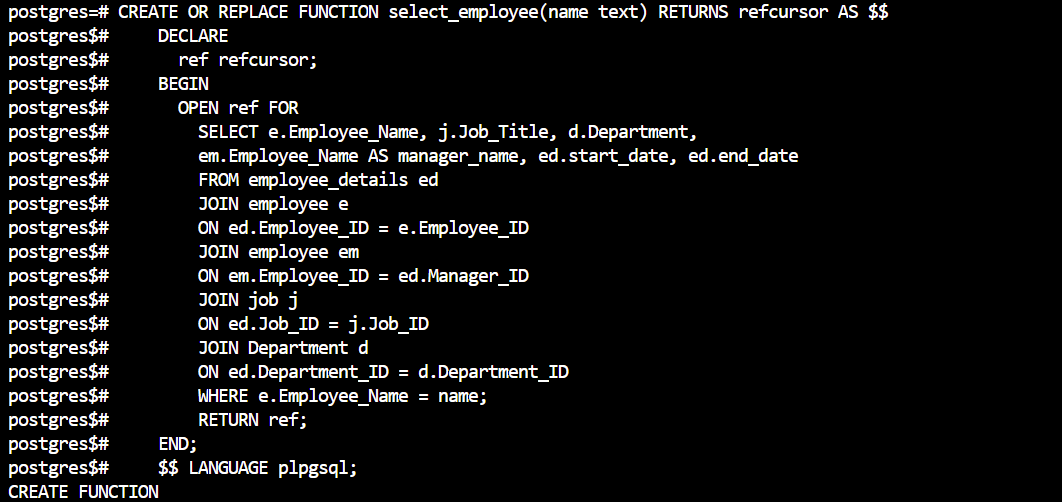 postgres=# CREATE OR REPLACE FUNCTION select_employee(name text) RETURNS refcursor AS $$
postgres$#     DECLARE
postgres$#       ref refcursor;
postgres$#     BEGIN
postgres$#       OPEN ref FOR
postgres$#         SELECT e.Employee_Name, j.Job_Title, d.Department,
postgres$#         em.Employee_Name AS manager_name, ed.start_date, ed.end_date
postgres$#         FROM employee_details ed
postgres$#         JOIN employee e
postgres$#         ON ed.Employee_ID = e.Employee_ID
postgres$#         JOIN employee em
postgres$#         ON em.Employee_ID = ed.Manager_ID
postgres$#         JOIN job j
postgres$#         ON ed.Job_ID = j.Job_ID
postgres$#         JOIN Department d
postgres$#         ON ed.Department_ID = d.Department_ID
postgres$#         WHERE e.Employee_Name = name;
postgres$#         RETURN ref;
postgres$#     END;
postgres$#     $$ LANGUAGE plpgsql;
CREATE FUNCTION